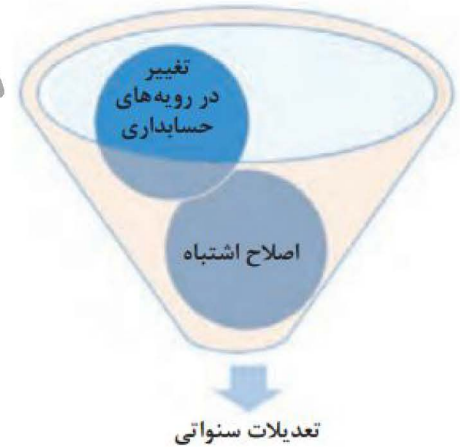 تغییر
در رویه‌های
حسابداری
اصلاح اشتباه
تعدیلات سنواتی